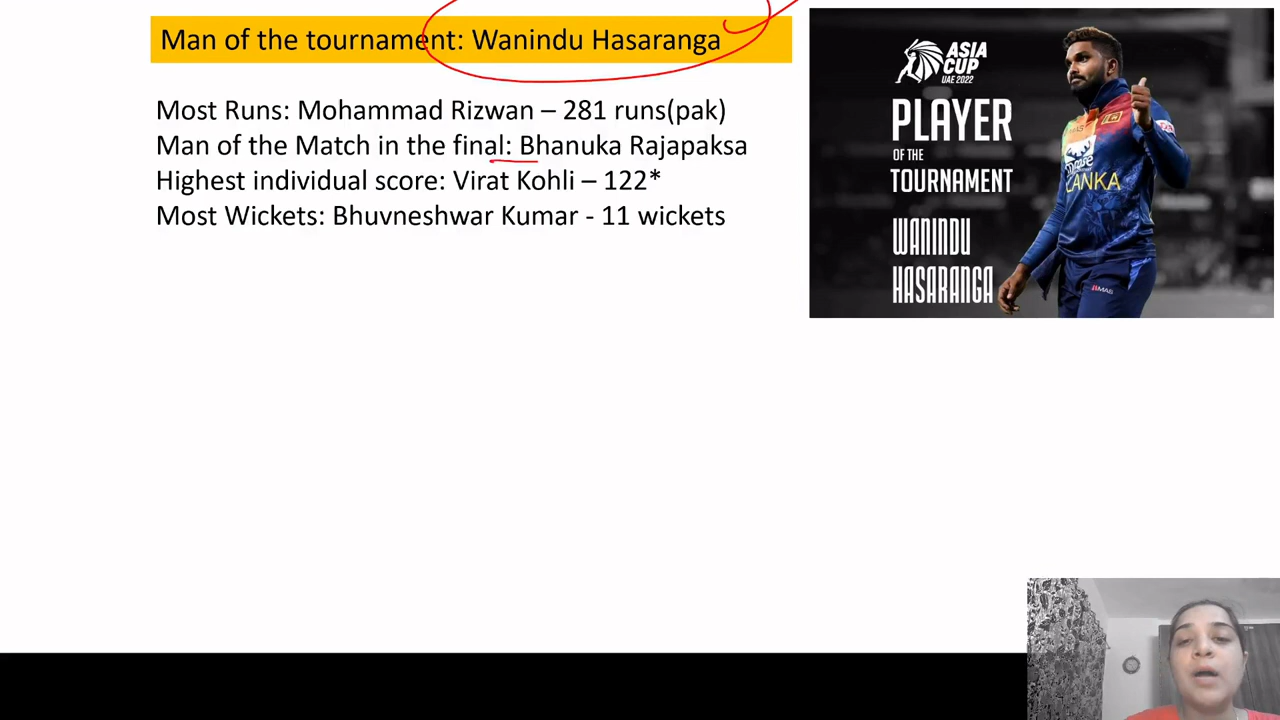 Man of the tournament: Wanindu Hasaranga
Most Runs: Mohammad Rizwan – 281 runs(pak)
Man of the Match in the final: Bhanuka Rajapaksa
Highest individual score: Virat Kohli – 122*
Most Wickets: Bhuvneshwar Kumar - 11 wickets
ASIA
CUP
UAE 2022
PLAYER
OF THE
TOURNAMENT
WANINDU
HASARANGA
MAS
LANKA
MAS